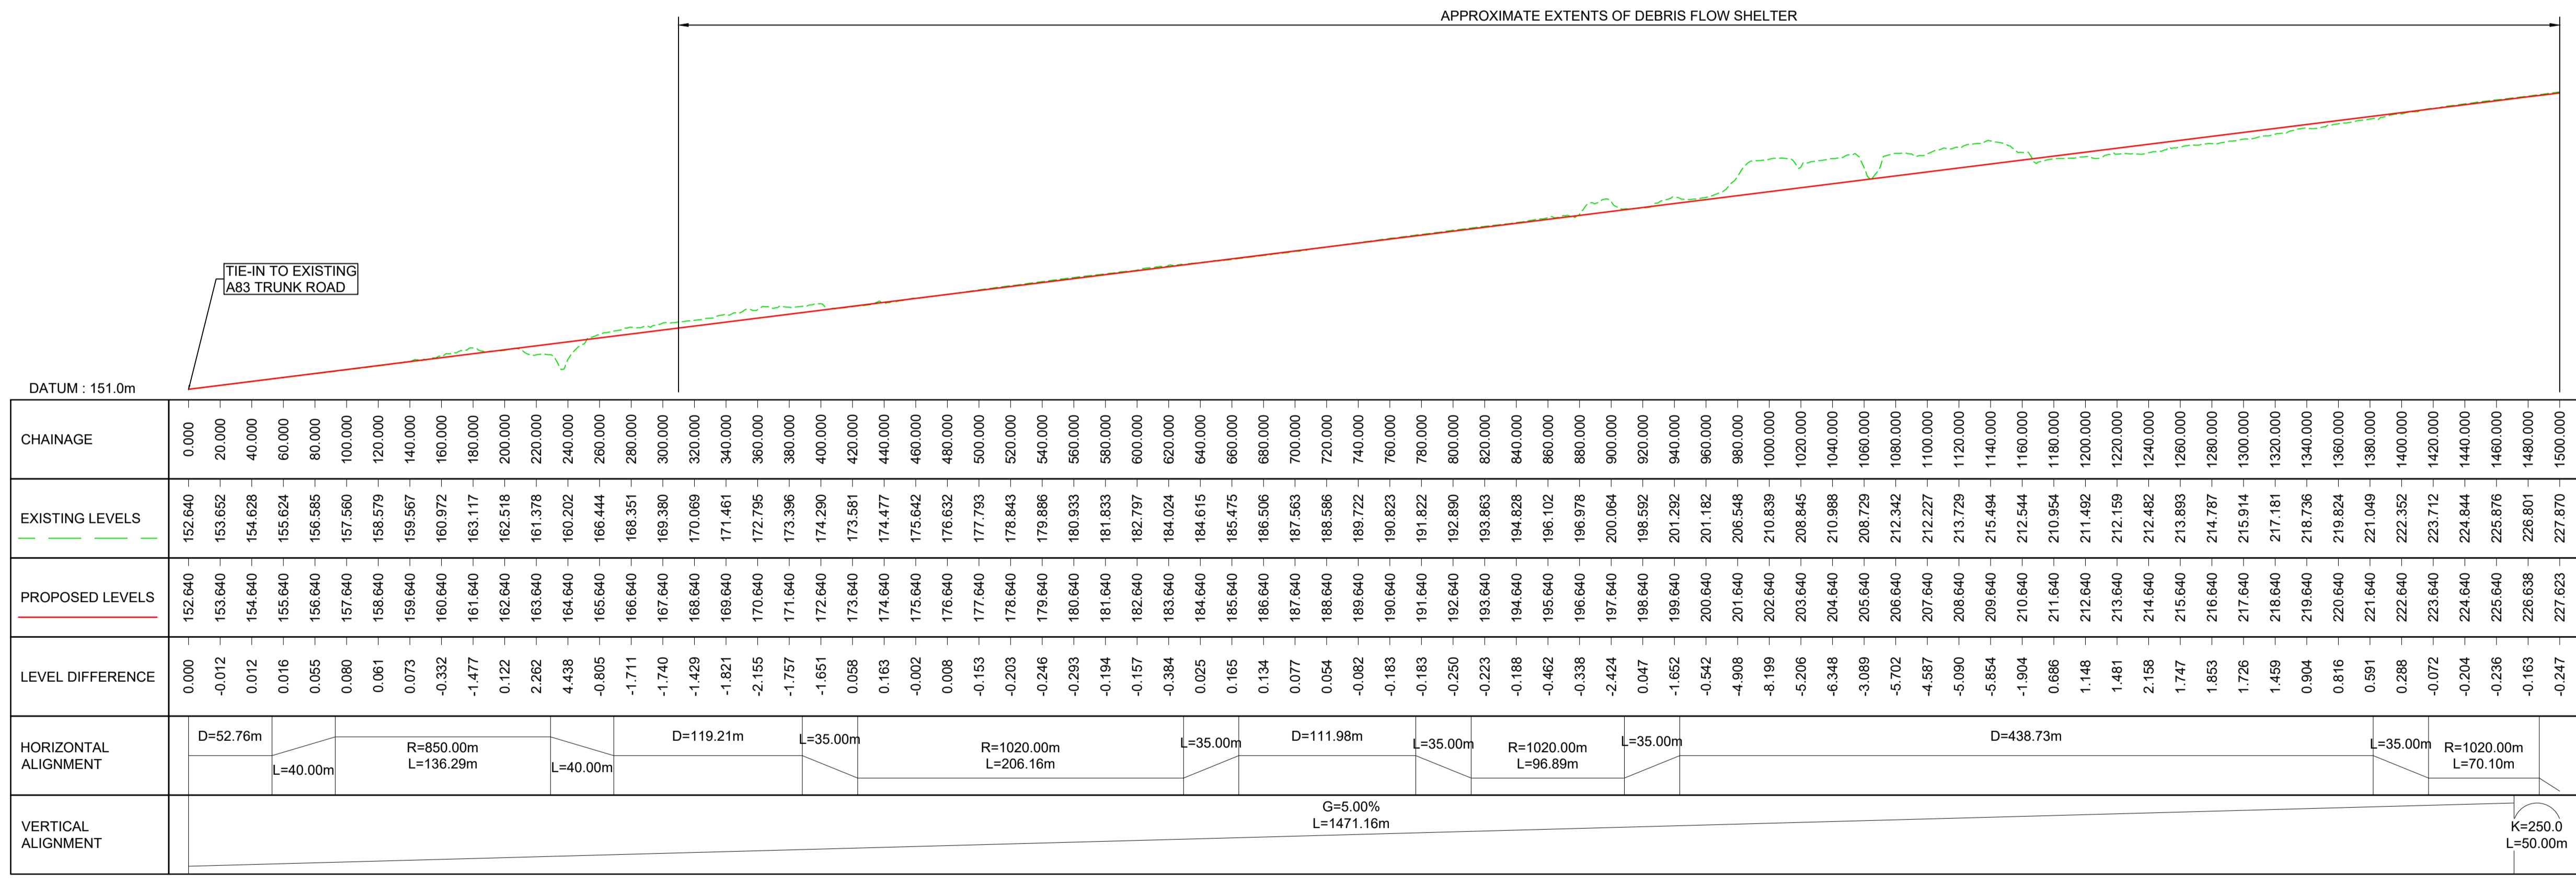 APPROXIMATE EXTENTS OF DEBRIS FLOW SHELTER
TIE-IN TO EXISTING
A83 TRUNK ROAD
DATUM : 151.0m
CHAINAGE 0.000 20.000 40.000 60.000 80.000 100.000 120.000 140.000 160.000 180.000 200.000 220.000 240.000 260.000 280.000 300.000 320.000 340.000 360.000 380.000 400.000 420.000 440.000 460.000 480.000 500.000 520.000 540.000 560.000 580.000 600.000 620.000 640.000 660.000 680.000 700.000 720.000 740.000 760.000 780.000 800.000 820.000 840.000 860.000 880.000 900.000 920.000 940.000 960.000 980.000 1000.000 1020.000 1040.000 1060.000 1080.000 1100.000 1120.000 1140.000 1160.000 1180.000 1200.000 1220.000 1240.000 1260.000 1280.000 1300.000 1320.000 1340.000 1360.000 1380.000 1400.000 1420.000 1440.000 1460.000 1480.000 1500.000
EXISTING LEVELS 152.640 153.652 154.628 155.624 156.585 157.560 158.579 159.567 160.972 163.117 162.518 161.378 160.202 166.444 168.351 169.380 170.069 171.461 172.795 173.396 174.290 173.581 174.477 175.642 176.632 177.793 178.843 179.886 180.933 181.833 182.797 184.024 184.615 185.475 186.506 187.563 188.586 189.722 190.823 191.822 192.890 193.863 194.828 196.102 196.978 200.064 198.592 201.292 201.182 206.548 210.839 208.845 210.988 208.729 212.342 212.227 213.729 215.494 212.544 210.954 211.492 212.159 212.482 213.893 214.787 215.914 217.181 218.736 219.824 221.049 222.352 223.712 224.844 225.876 226.801 227.870
PROPOSED LEVELS 152.640 153.640 154.640 155.640 156.640 157.640 158.640 159.640 160.640 161.640 162.640 163.640 164.640 165.640 166.640 167.640 168.640 169.640 170.640 171.640 172.640 173.640 174.640 175.640 176.640 177.640 178.640 179.640 180.640 181.640 182.640 183.640 184.640 185.640 186.640 187.640 188.640 189.640 190.640 191.640 192.640 193.640 194.640 195.640 196.640 197.640 198.640 199.640 200.640 201.640 202.640 203.640 204.640 205.640 206.640 207.640 208.640 209.640 210.640 211.640 212.640 213.640 214.640 215.640 216.640 217.640 218.640 219.640 220.640 221.640 222.640 223.640 224.640 225.640 226.638 227.623
LEVEL DIFFERENCE 0.000 -0.012 0.012 0.016 0.055 0.080 0.061 0.073 -0.332 -1.477 0.122 2.262 4.438 -0.805 -1.711 -1.740 -1.429 -1.821 -2.155 -1.757 -1.651 0.058 0.163 -0.002 0.008 -0.153 -0.203 -0.246 -0.293 -0.194 -0.157 -0.384 0.025 0.165 0.134 0.077 0.054 -0.082 -0.183 -0.183 -0.250 -0.223 -0.188 -0.462 -0.338 -2.424 0.047 -1.652 -0.542 -4.908 -8.199 -5.206 -6.348 -3.089 -5.702 -4.587 -5.090 -5.854 -1.904 0.686 1.148 1.481 2.158 1.747 1.853 1.726 1.459 0.904 0.816 0.591 0.288 -0.072 -0.204 -0.236 -0.163 -0.247
HORIZONTAL
ALIGNMENT
D=52.76m
L=40.00m
R=850.00m
L=136.29m
L=40.00m
D=119.21m
L=35.00m
R=1020.00m
L=206.16m
L=35.00m
D=111.98m
L=35.00m
R=1020.00m
L=96.89m
L=35.00m
D=438.73m
L=35.00m
R=1020.00m
L=70.10m
VERTICAL
ALIGNMENT
G=5.00%
L=1471.16m
K=250.0
L=50.00m